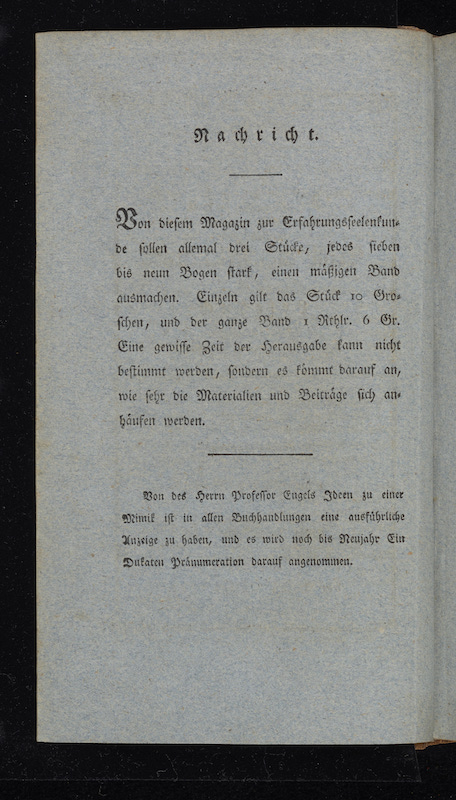 Nachricht.
Von diesem Magazin zur Erfahrungsseelenkun-
de sollen allemal drei Stücke, jedes sieben
bis neun Bogen stark, einen mäßigen Band
ausmachen. Einzeln gilt das Stück 10 Gro-
schen, und der ganze Band 1 Rthlr. 6 Gr.
Eine gewisse Zeit der Herausgabe kann nicht
bestimmt werden, sondern es kömmt darauf an,
wie sehr die Materialien und Beiträge sich an-
häufen werden.
Von des Herrn Professor Engels Ideen zu einer
Mimik ist in allen Buchhandlungen eine ausführliche
Anzeige zu haben, und es wird noch bis Neujahr Ein
Dukaten Pränumeration darauf angenommen.